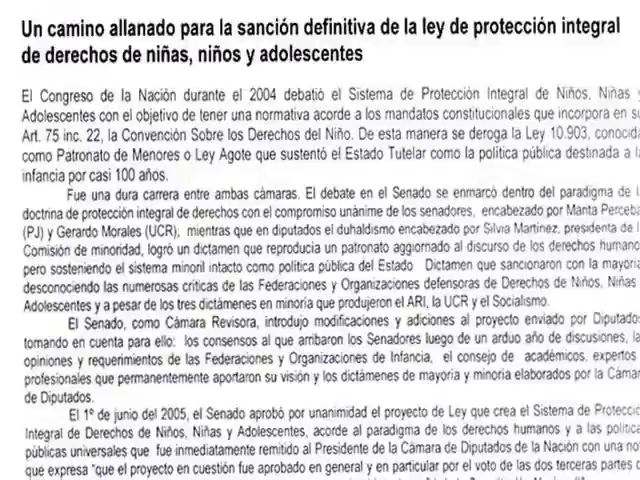 Un camino allanado para la sanción definitiva de la ley de protección integral
de derechos de niñas, niños y adolescentes
El Congreso de la Nación durante el 2004 debatió el Sistema de Protección Integral de Niños, Niñas y
Adolescentes con el objetivo de tener una normativa acorde a los mandatos constitucionales que incorpora en su
Art. 75 inc. 22, la Convención Sobre los Derechos del Niño. De esta manera se deroga la Ley 10.903, conocida
como Patronato de Menores o Ley Agote que sustentó el Estado Tutelar como la política pública destinada a la
infancia por casi 100 años.
Fue una dura carrera entre ambas cámaras. El debate en el Senado se enmarcó dentro del paradigma de l
doctrina de protección integral de derechos con el compromiso unánime de los senadores, encabezado por Marita Perceba
(PJ) y Gerardo Morales (UCR); mientras que en diputados el duhaldismo encabezado por Silvia Martínez, presidenta de l
Comisión de minoridad, logró un dictamen que reproducía un patronato aggiornado al discurso de los derechos humano
pero sosteniendo el sistema minoril intacto como política pública del Estado Dictamen que sancionaron con la mayoría
desconociendo las numerosas criticas de las Federaciones y Organizaciones defensoras de Derechos de Niños, Niñas
Adolescentes y a pesar de los tres dictámenes en minoría que produjeron el ARI, la UCR y el Socialismo.
El Senado, como Cámara Revisora, introdujo modificaciones y adiciones al proyecto enviado por Diputado
tomando en cuenta para ello: los consensos al que arribaron los Senadores luego de un arduo año de discusiones, la
opiniones y requerimientos de las Federaciones y Organizaciones de Infancia, el consejo de académicos, expertos
profesionales que permanentemente aportaron su visión y los dictámenes de mayoría y minoría elaborados por la Cámar
de Diputados.
El 1º de junio del 2005, el Senado aprobó por unanimidad el proyecto de Ley que crea el Sistema de Protecció
Integral de Derechos de Niños, Niñas y Adolescentes, acorde al paradigma de los derechos humanos y a las política
públicas universales que fue inmediatamente remitido al Presidente de la Cámara de Diputados de la Nación con una no
que expresa "que el proyecto en cuestión fue aprobado en general y en particular por el voto de las dos terceras partes d